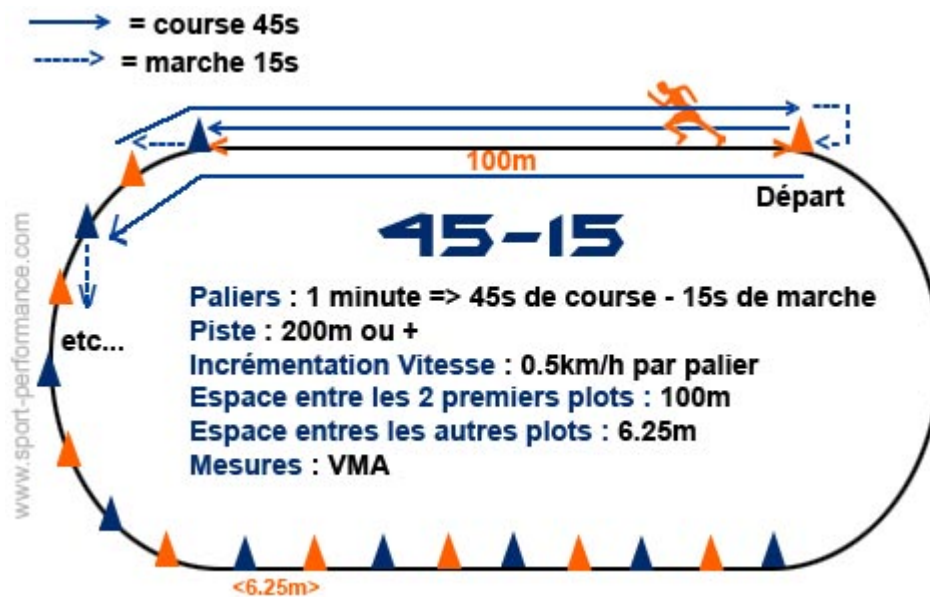 = course 45s
= marche 15s
100m
Départ
45-15
Paliers : 1 minute => 45s de course - 15s de marche
Piste : 200m ou +
etc...
Incrémentation Vitesse : 0.5km/h par palier
Espace entre les 2 premiers plots : 100m
Espace entres les autres plots : 6.25m
Mesures : VMA
<6.25m>
www.sport-performance.com